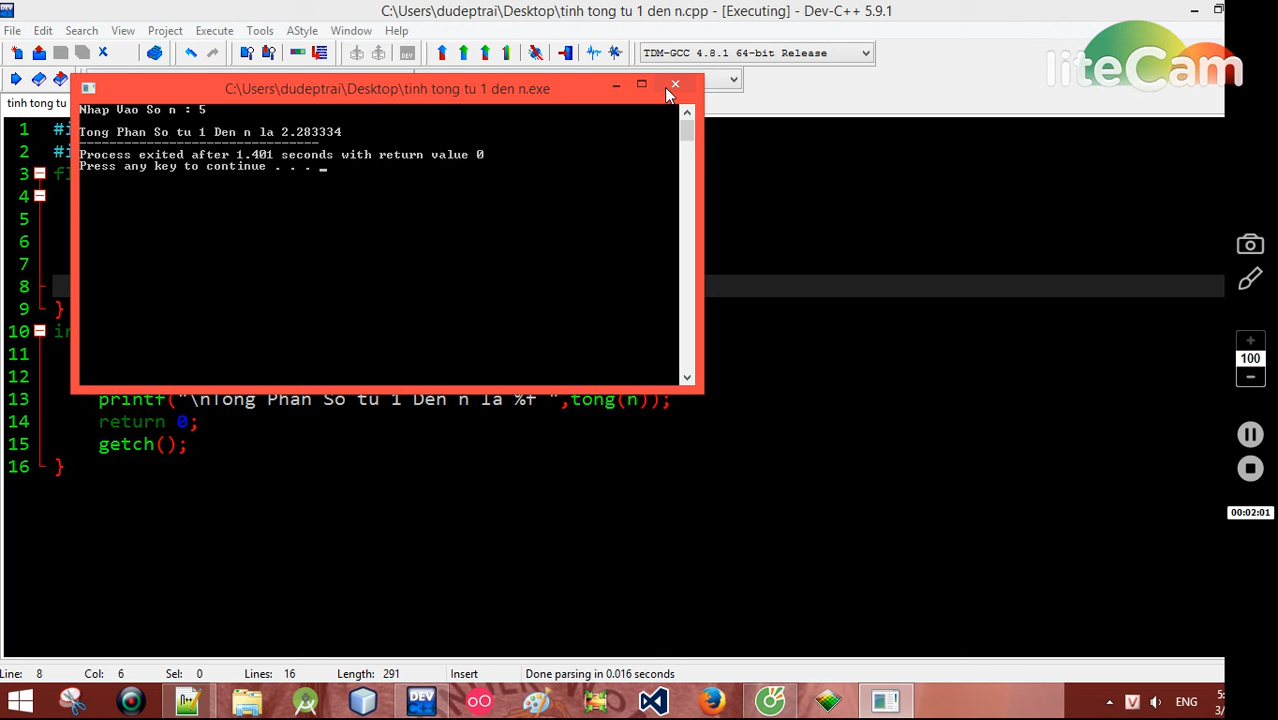 C:\Users\dudeptrai\Desktop\tinh tong tu 1 den n.cpp - [Executing] - Dev-C++ 5.9.1
File Edit Search View Project Execute Tools AStyle Window Help
TDM-GCC 4.8.1 64-bit Release
liteCam
C:\Users\dudeptrai\Desktop\tinh tong tu 1 den n.exe
tinh tong tu
Nhap Vao So n : 5
Tong Phan So tu 1 Den n la 2.283334
--------------------------------
Process exited after 1.401 seconds with return value 0
Press any key to continue . . . _
1 #i
2 #i
3 f
4
5
6
7
8
9 }
10 in
11
12
13 printf("\nTong Phan So tu 1 Den n la %f ",tong(n));
14 return 0;
15 getch();
16 }
100
00:02:01
Line: 8 Col: 6 Sel: 0 Lines: 16 Length: 291 Insert Done parsing in 0.016 seconds
DEV
V ENG